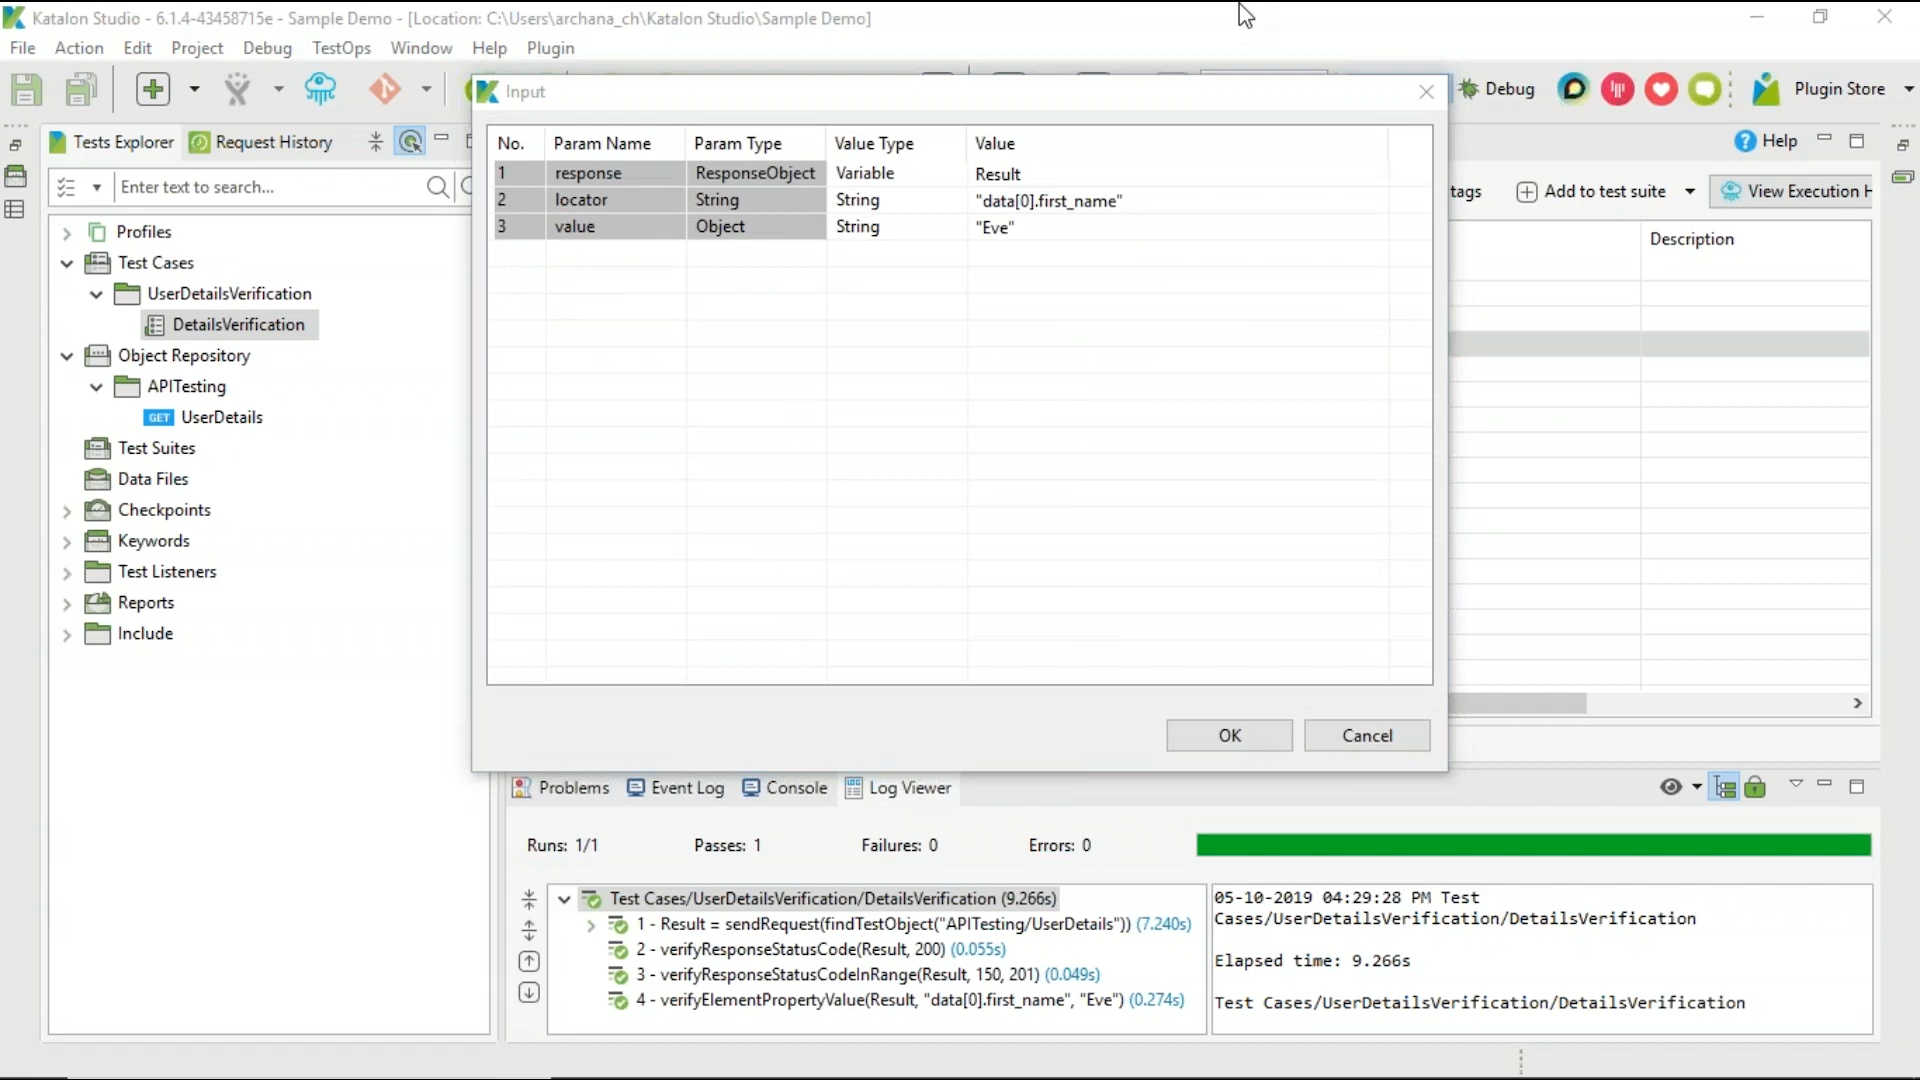 Katalon Studio - 6.1.4-43458715e - Sample Demo - [Location: C:\Users\archana_ch\Katalon Studio\Sample Demo]
File Action Edit Project Debug TestOps Window Help Plugin
Debug Plugin Store
Input
Tests Explorer Request History
Help
Enter text to search...
tags Add to test suite View Execution H
No. Param Name Param Type Value Type Value
1 response ResponseObject Variable Result
2 locator String String "data[0].first_name"
3 value Object String "Eve"
Description
Profiles
Test Cases
UserDetailsVerification
DetailsVerification
Object Repository
APITesting
GET UserDetails
Test Suites
Data Files
Checkpoints
Keywords
Test Listeners
Reports
Include
OK Cancel
Problems Event Log Console Log Viewer
Runs: 1/1 Passes: 1 Failures: 0 Errors: 0
Test Cases/UserDetailsVerification/DetailsVerification (9.266s)
1 - Result = sendRequest(findTestObject("APITesting/UserDetails")) (7.240s)
2 - verifyResponseStatusCode(Result, 200) (0.055s)
3 - verifyResponseStatusCodeInRange(Result, 150, 201) (0.049s)
4 - verifyElementPropertyValue(Result, "data[0].first_name", "Eve") (0.274s)
05-10-2019 04:29:28 PM Test
Cases/UserDetailsVerification/DetailsVerification
Elapsed time: 9.266s
Test Cases/UserDetailsVerification/DetailsVerification